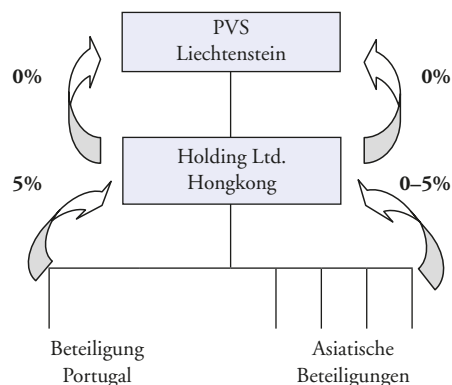 PVS
Liechtenstein
0%
0%
Holding Ltd.
Hongkong
5%
0–5%
Beteiligung
Portugal
Asiatische
Beteiligungen